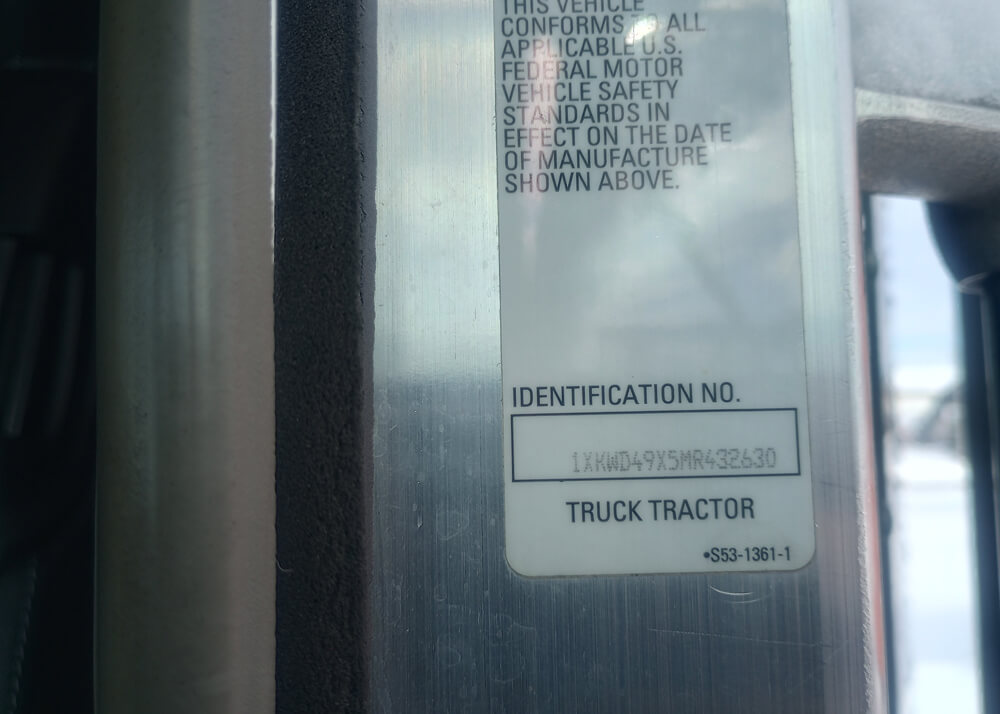 THIS VEHICLE
CONFORMS TO ALL
APPLICABLE U.S.
FEDERAL MOTOR
VEHICLE SAFETY
STANDARDS IN
EFFECT ON THE DATE
OF MANUFACTURE
SHOWN ABOVE.
IDENTIFICATION NO.
1XKWD49X5MR432630
TRUCK TRACTOR
•S53-1361-1